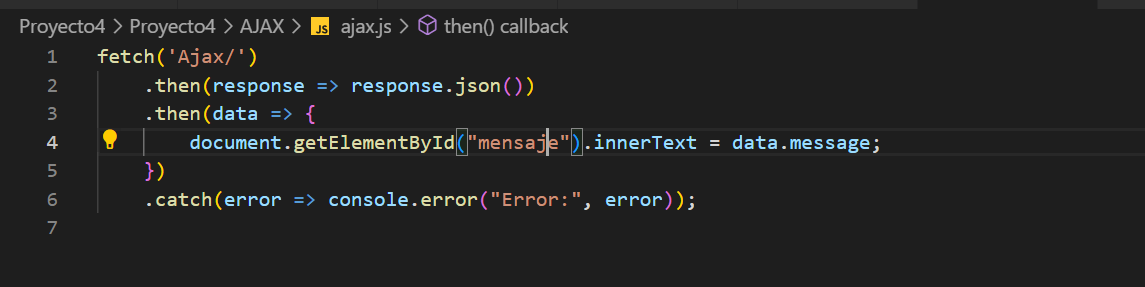 Proyecto4 > Proyecto4 > AJAX > JS ajax.js > then() callback
1 fetch('Ajax/')
2 .then(response => response.json())
3 .then(data => {
4 document.getElementById("mensaje").innerText = data.message;
5 })
6 .catch(error => console.error("Error:", error));
7